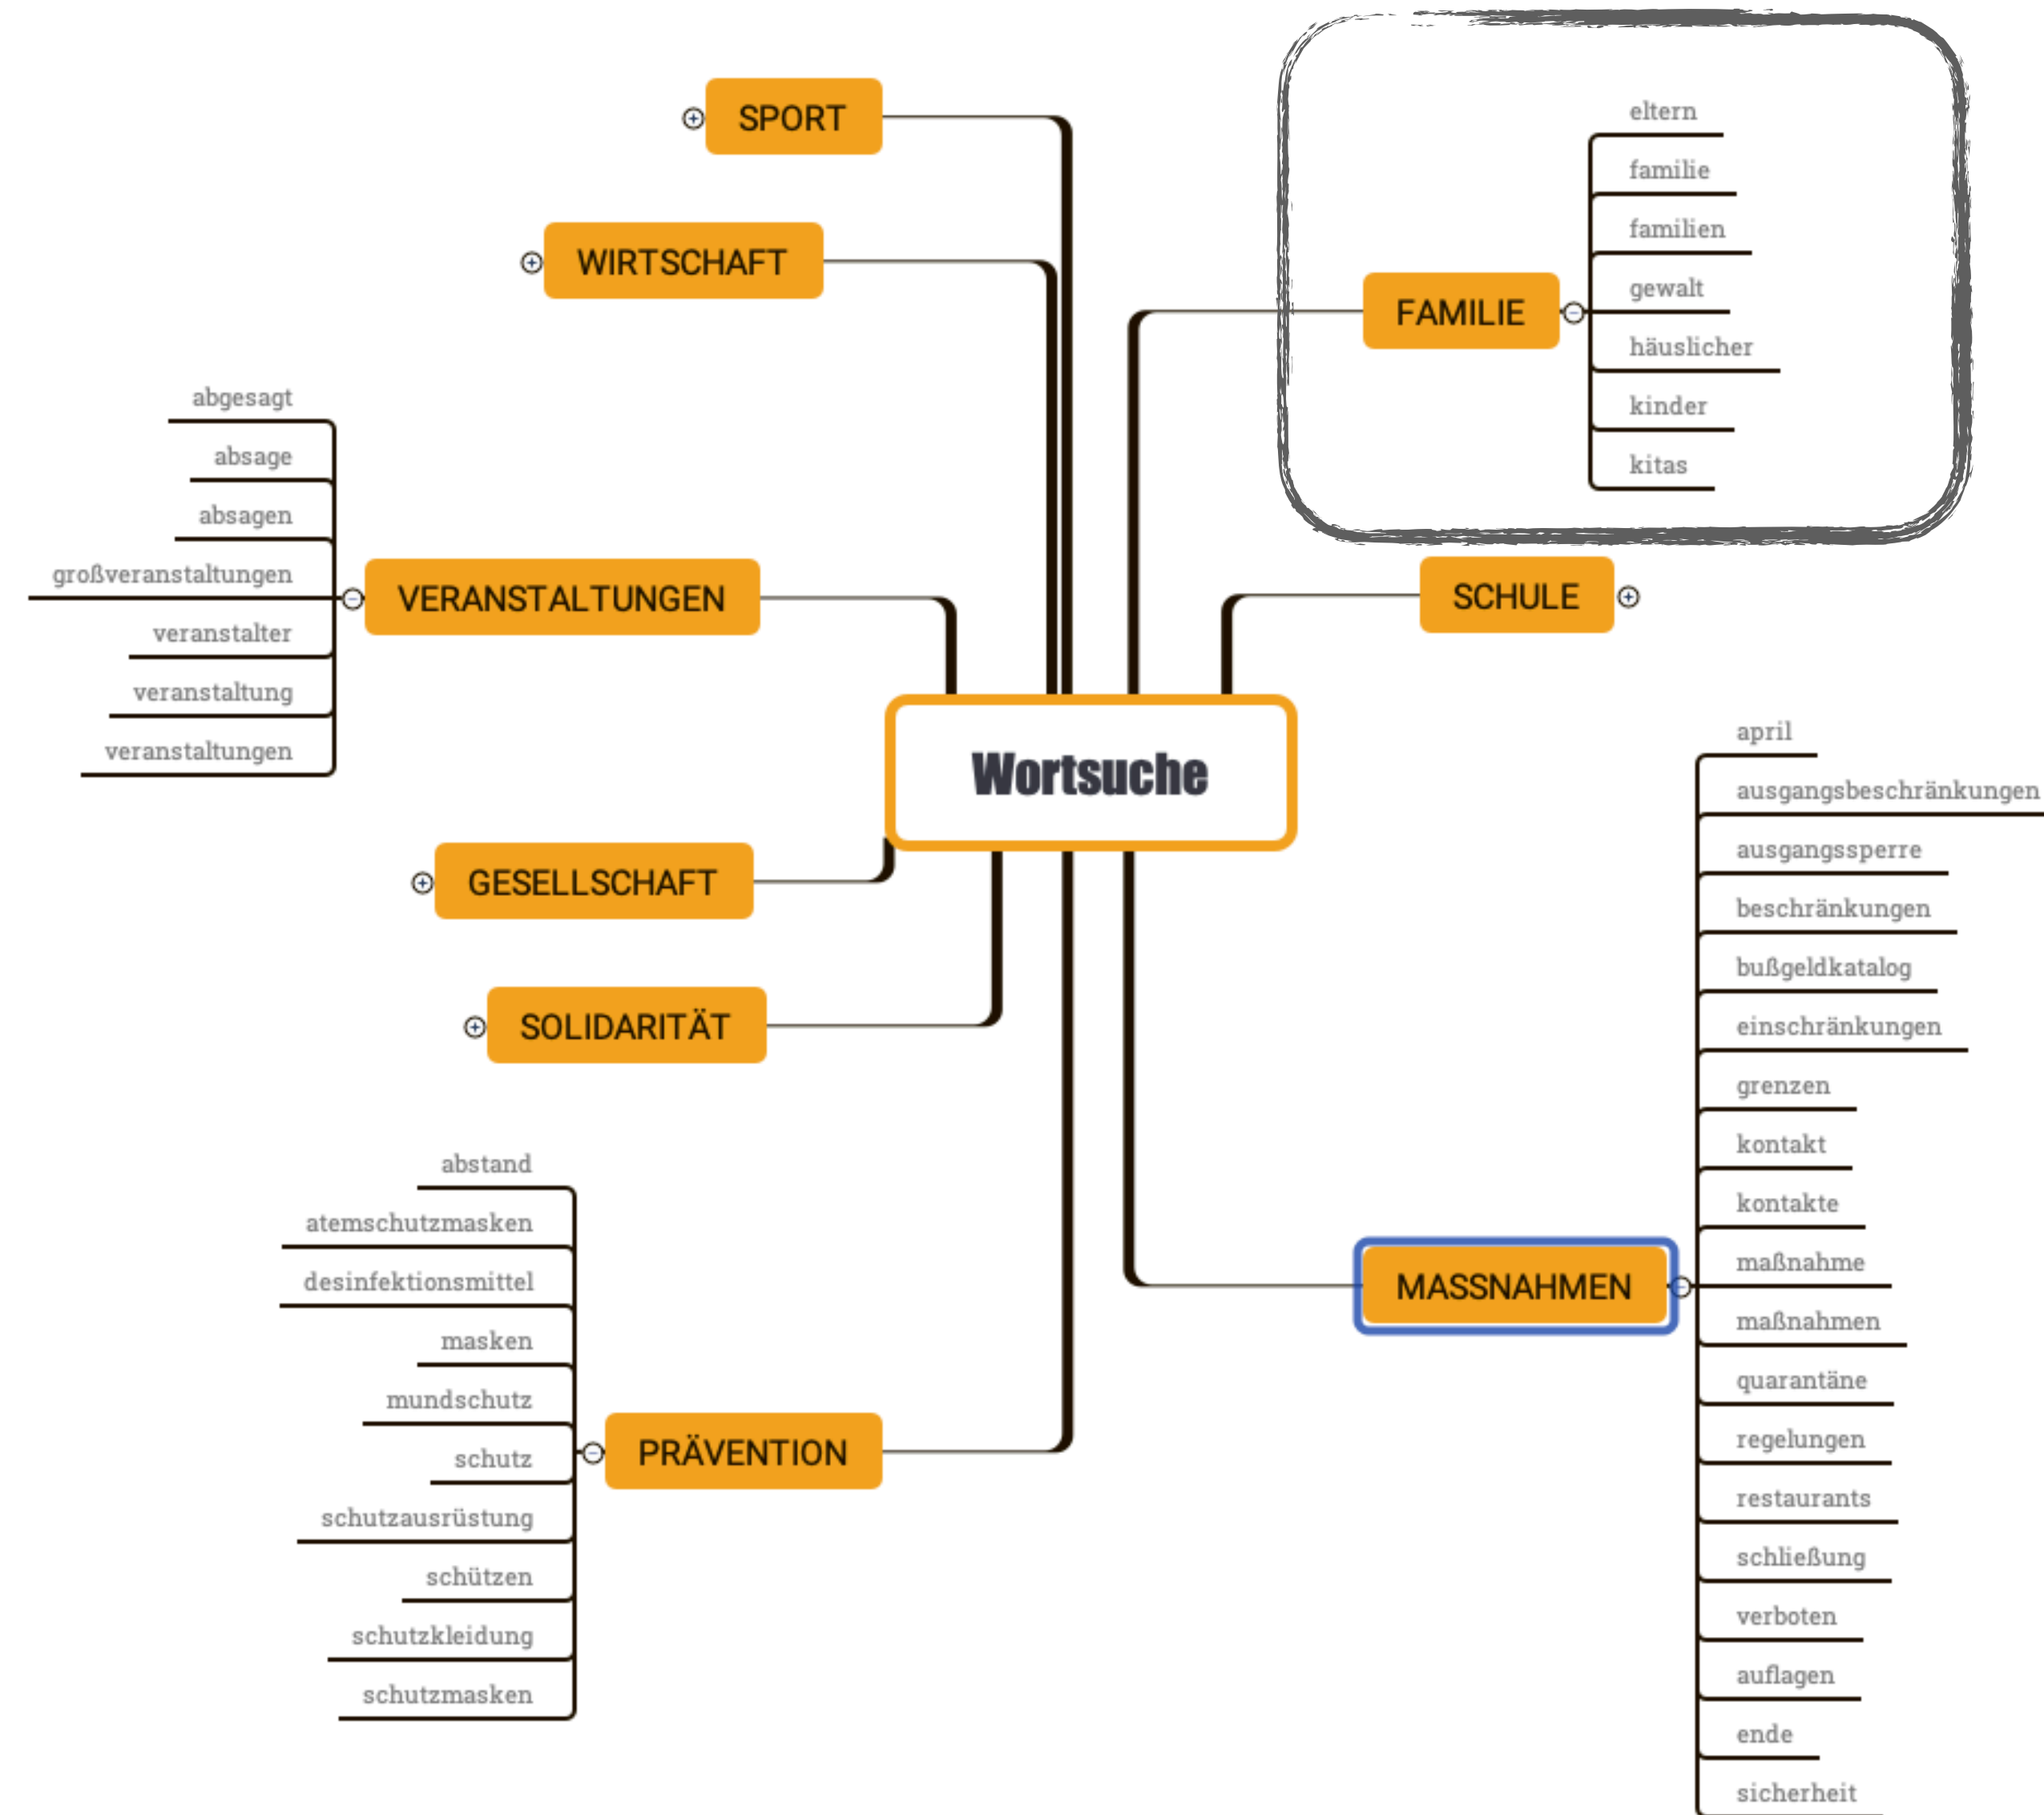 SPORT
WIRTSCHAFT
abgesagt
absage
absagen
großveranstaltungen
veranstalter
veranstaltung
veranstaltungen
VERANSTALTUNGEN
GESELLSCHAFT
SOLIDARITÄT
abstand
atemschutzmasken
desinfektionsmittel
masken
mundschutz
schutz
schutzausrüstung
schützen
schutzkleidung
schutzmasken
PRÄVENTION
Wortsuche
FAMILIE
eltern
familie
familien
gewalt
häuslicher
kinder
kitas
SCHULE
MASSNAHMEN
april
ausgangsbeschränkungen
ausgangssperre
beschränkungen
bußgeldkatalog
einschränkungen
grenzen
kontakt
kontakte
maßnahme
maßnahmen
quarantäne
regelungen
restaurants
schließung
verboten
auflagen
ende
sicherheit